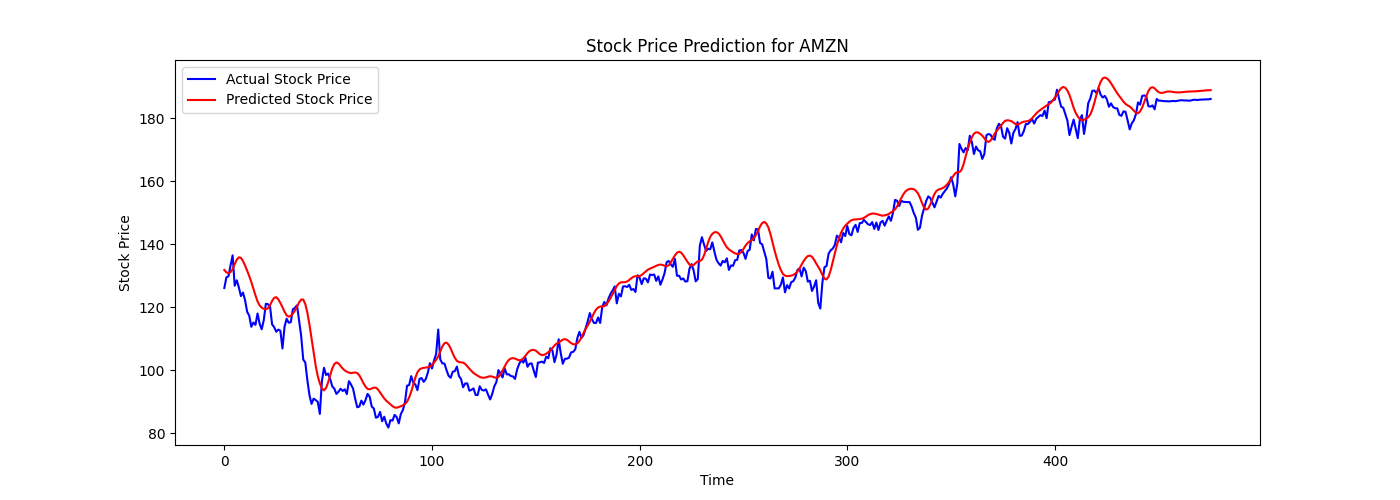 Stock Price Prediction for AMZN
Actual Stock Price
Predicted Stock Price
Stock Price
180
160
140
120
100
80
0 100 200 300 400
Time